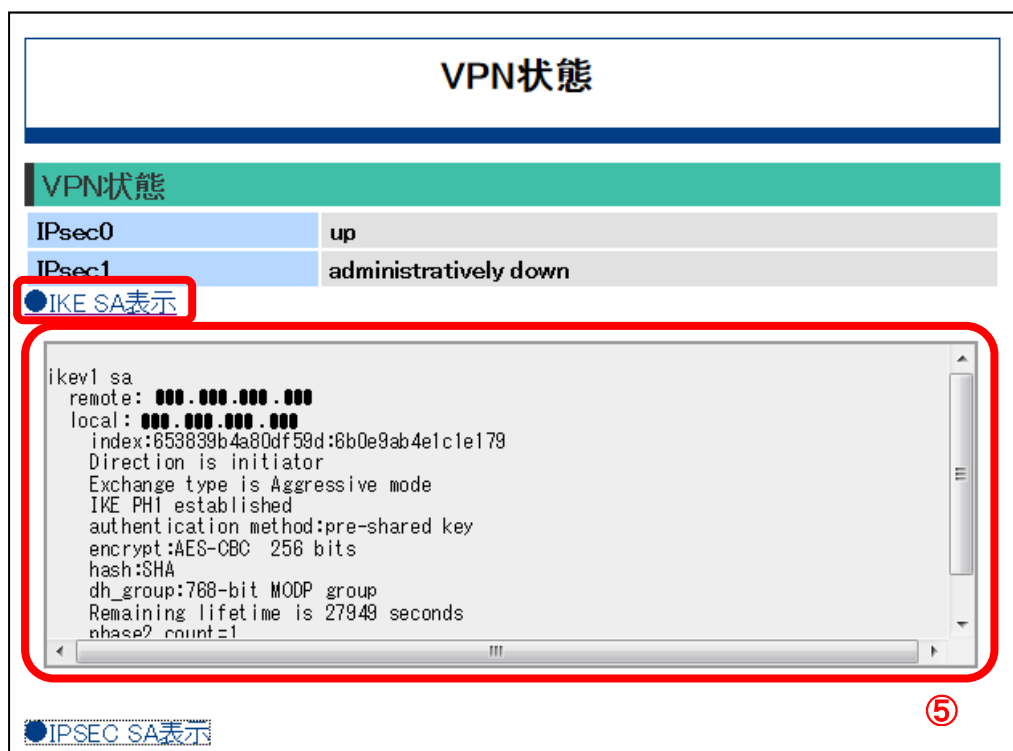 VPN状態
VPN状態
IPsec0 up
IPsec1 administratively down
●IKE SA表示
ikev1 sa
remote:
local:
index:653839b4a80df59d:6b0e9ab4e1c1e179
Direction is initiator
Exchange type is Aggressive mode
IKE PH1 established
authentication method:pre-shared key
encrypt:AES-CBC 256 bits
hash:SHA
dh_group:768-bit MODP group
Remaining lifetime is 27949 seconds
phase2 count=1
⑤
●IPSEC SA表示